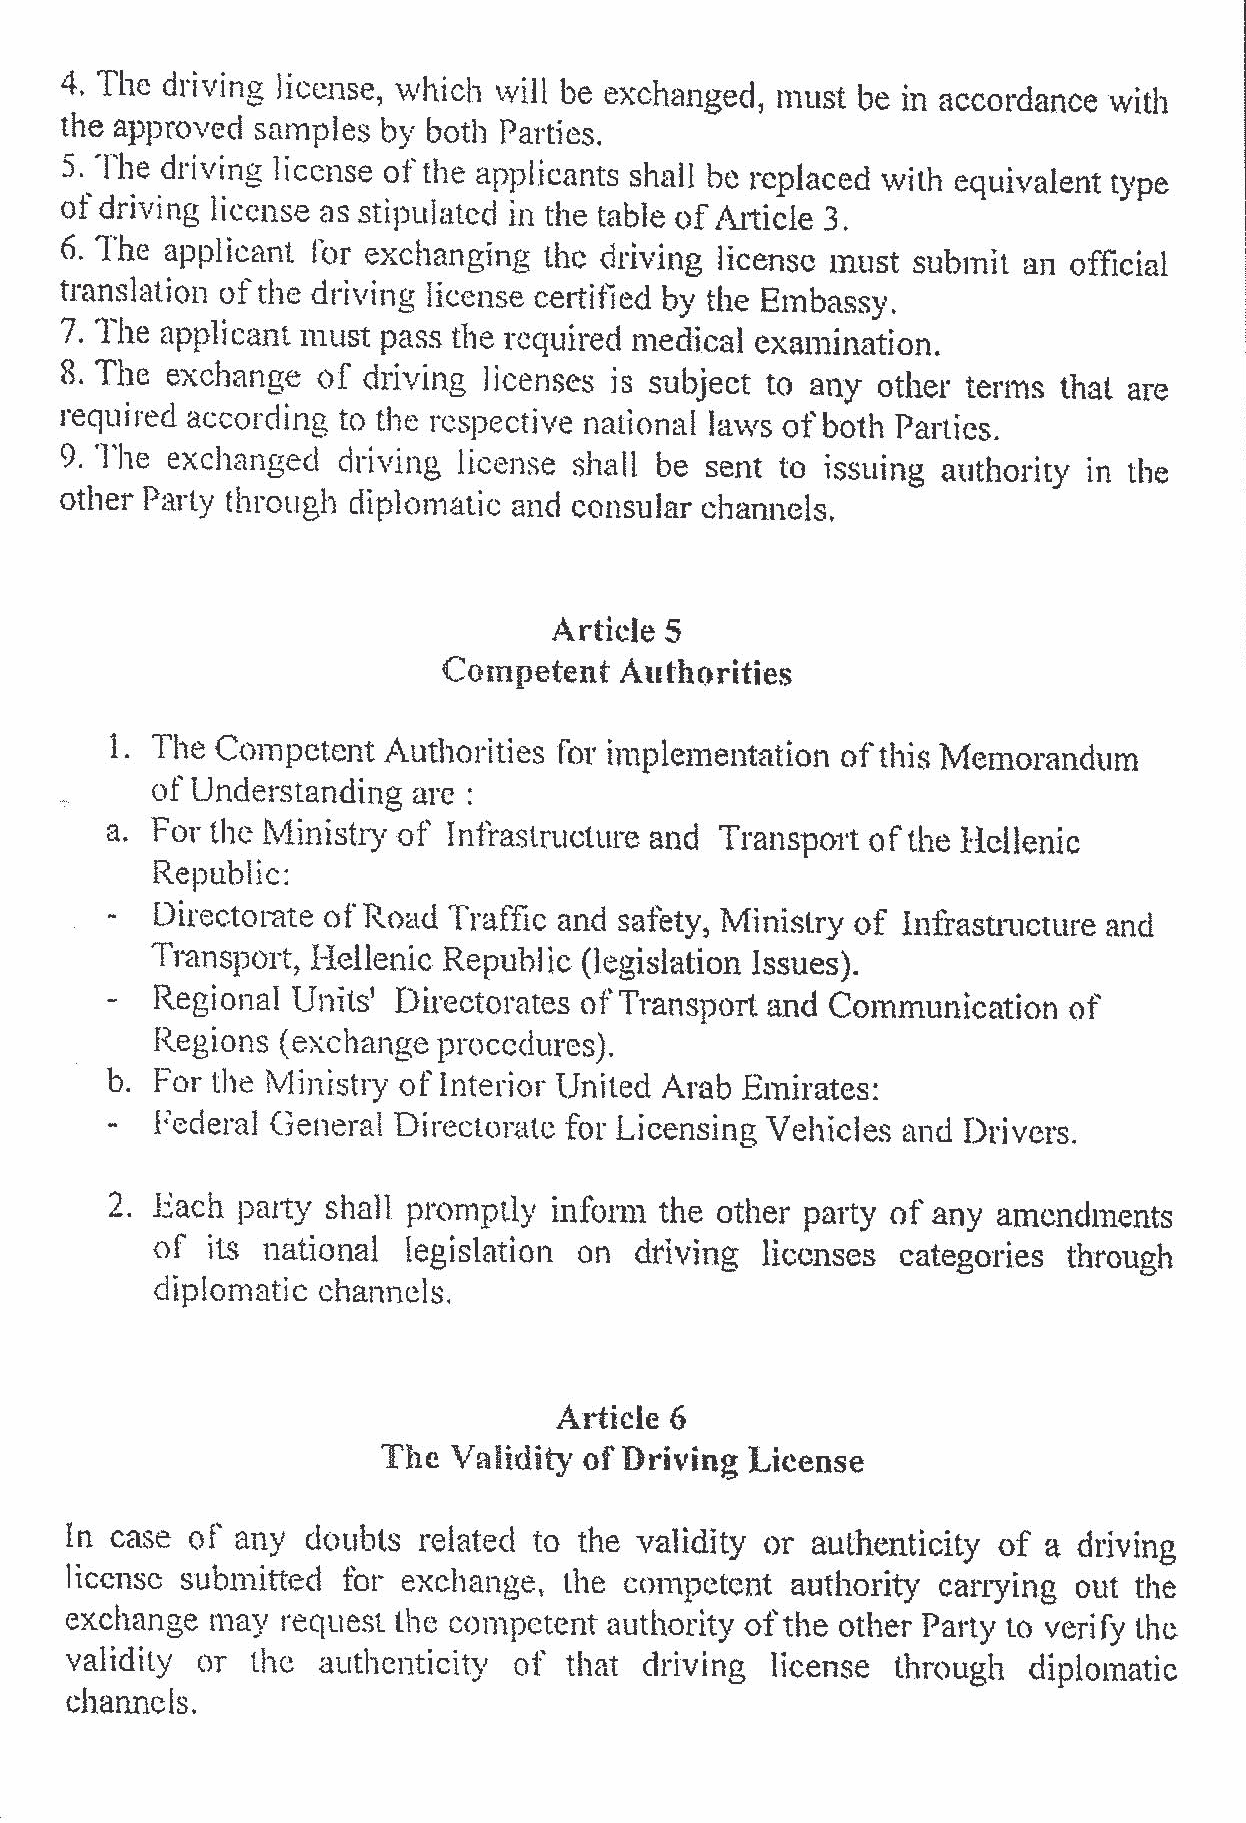 4. The driving license, which will be exchanged, must be in accordance with
the approved samples by both Parties.
5. The driving license of the applicants shall be replaced with equivalent type
of driving license as stipulated in the table of Article 3.
6. The applicant for exchanging the driving license must submit an official
translation of the driving license certified by the Embassy.
7. The applicant must pass the required medical examination.
8. The exchange of driving licenses is subject to any other terms that are
required according to the respective national laws of both Parties.
9. The exchanged driving license shall be sent to issuing authority in the
other Party through diplomatic and consular channels.
Article 5
Competent Authorities
1. The Competent Authorities for implementation of this Memorandum
of Understanding are :
a. For the Ministry of Infrastructure and Transport of the Hellenic
Republic:
- Directorate of Road Traffic and safety, Ministry of Infrastructure and
Transport, Hellenic Republic (legislation Issues).
- Regional Units' Directorates of Transport and Communication of
Regions (exchange procedures).
b. For the Ministry of Interior United Arab Emirates:
- Federal General Directorate for Licensing Vehicles and Drivers.
2. Each party shall promptly inform the other party of any amendments
of its national legislation on driving licenses categories through
diplomatic channels.
Article 6
The Validity of Driving License
In case of any doubts related to the validity or authenticity of a driving
license submitted for exchange, the competent authority carrying out the
exchange may request the competent authority of the other Party to verify the
validity or the authenticity of that driving license through diplomatic
channels.